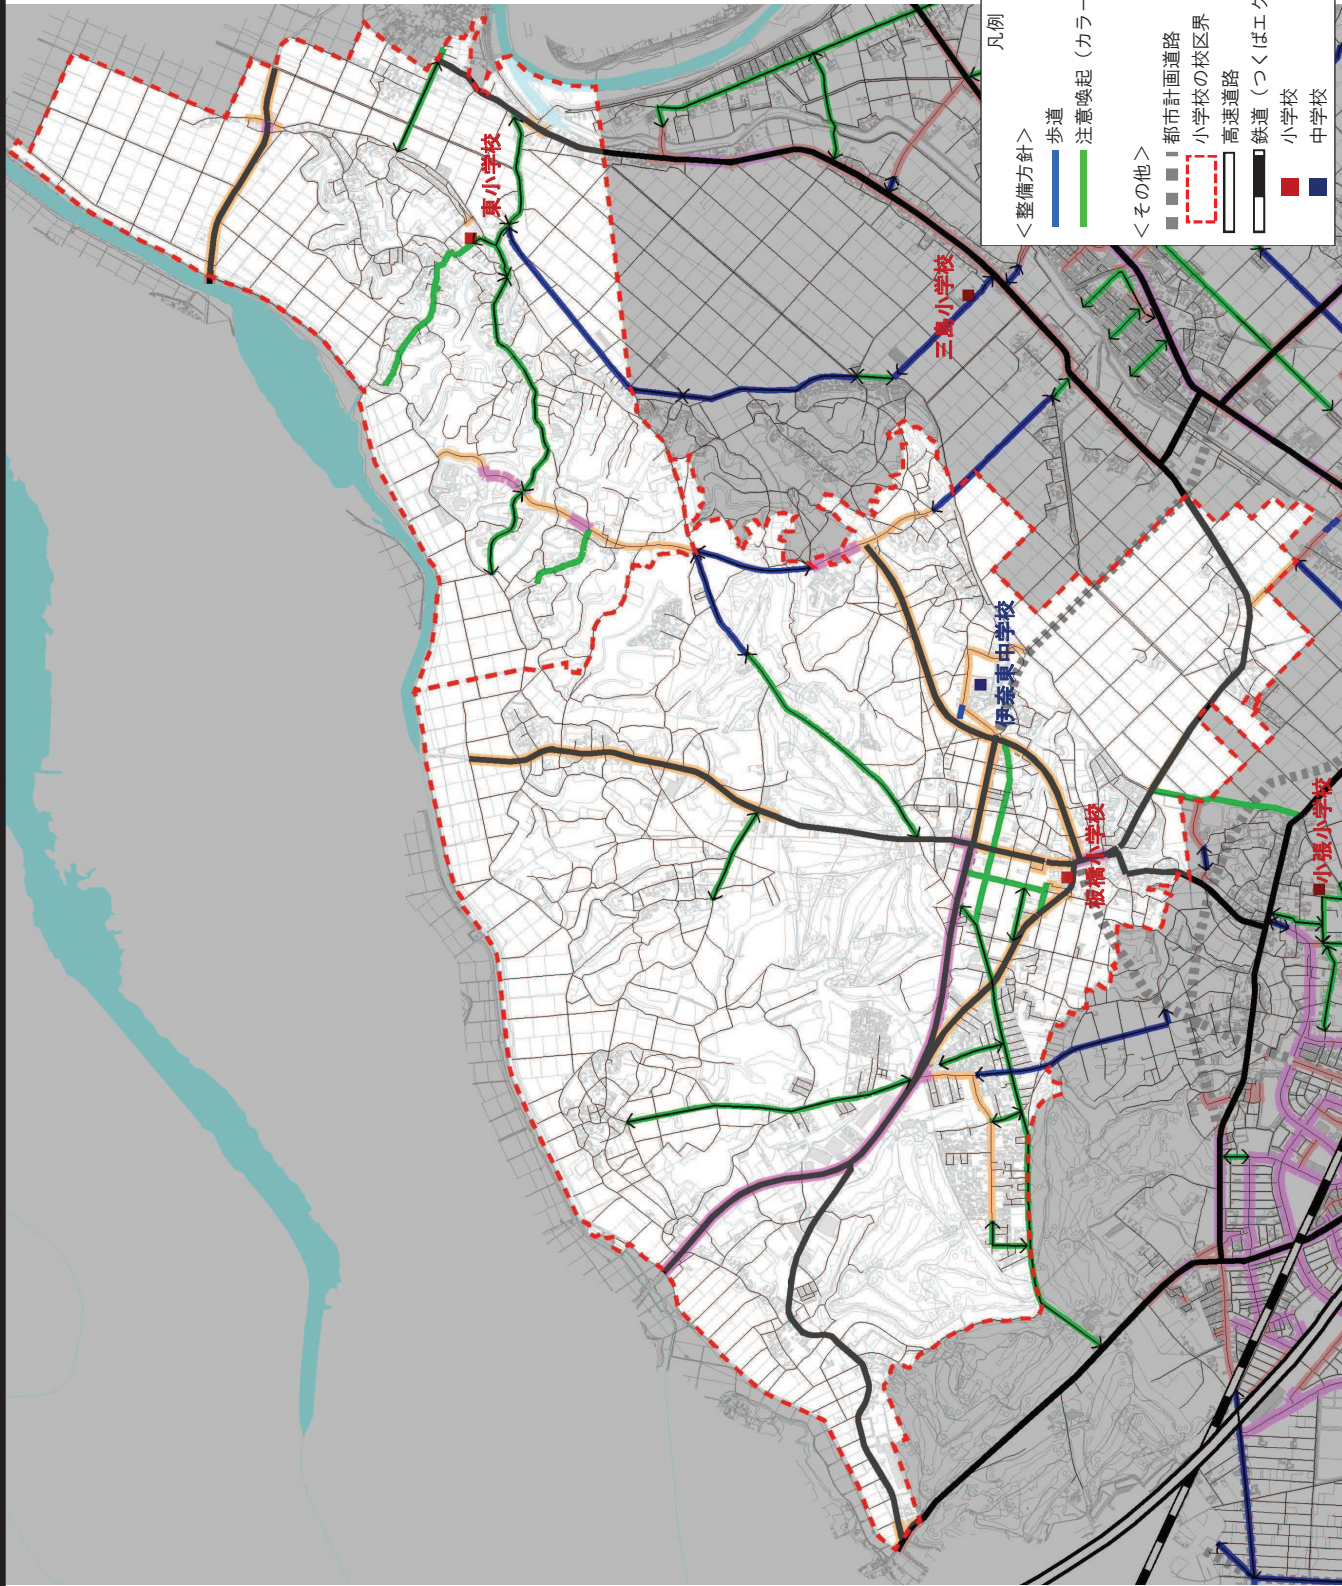 東小学校
三島小学校
伊奈東中学校
板橋小学校
小張小学校
凡例
＜整備方針＞
歩道
注意喚起（カラー
＜その他＞
都市計画道路
小学校の校区界
高速道路
鉄道（つくばエク
小学校
中学校